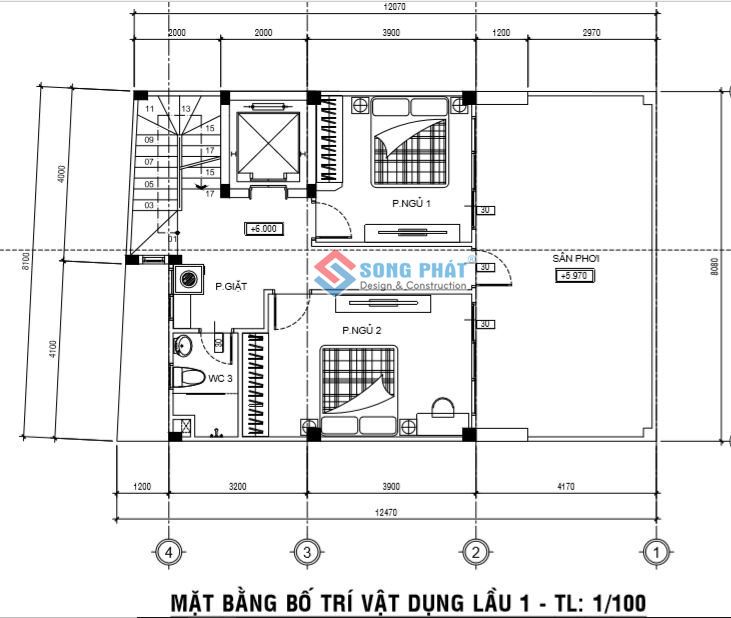 12070
2000 2000 3900 1200 2970
11 13
15
09
17
07
15
05
17
03
01
4000
8100
4100
8080
+6.000
P.NGỦ 1
30
SÂN PHƠI
+5.970
30
SONG PHÁT®
Design & Construction
P.GIẶT
P.NGỦ 2
30
30
WC 3
1200 3200 3900 4170
12470
4 3 2 1
MẶT BẰNG BỐ TRÍ VẬT DỤNG LẦU 1 - TL: 1/100